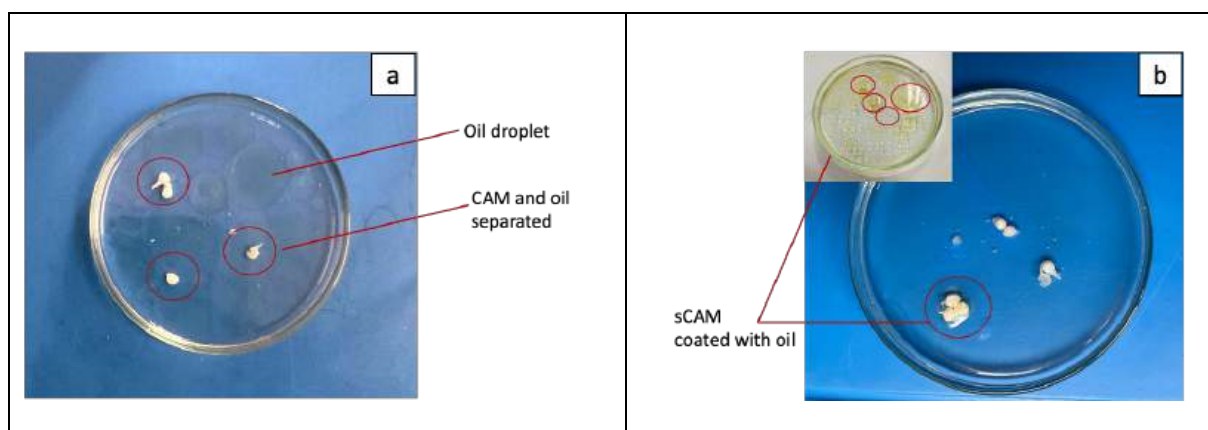 a
Oil droplet
CAM and oil
separated
b
sCAM
coated with oil